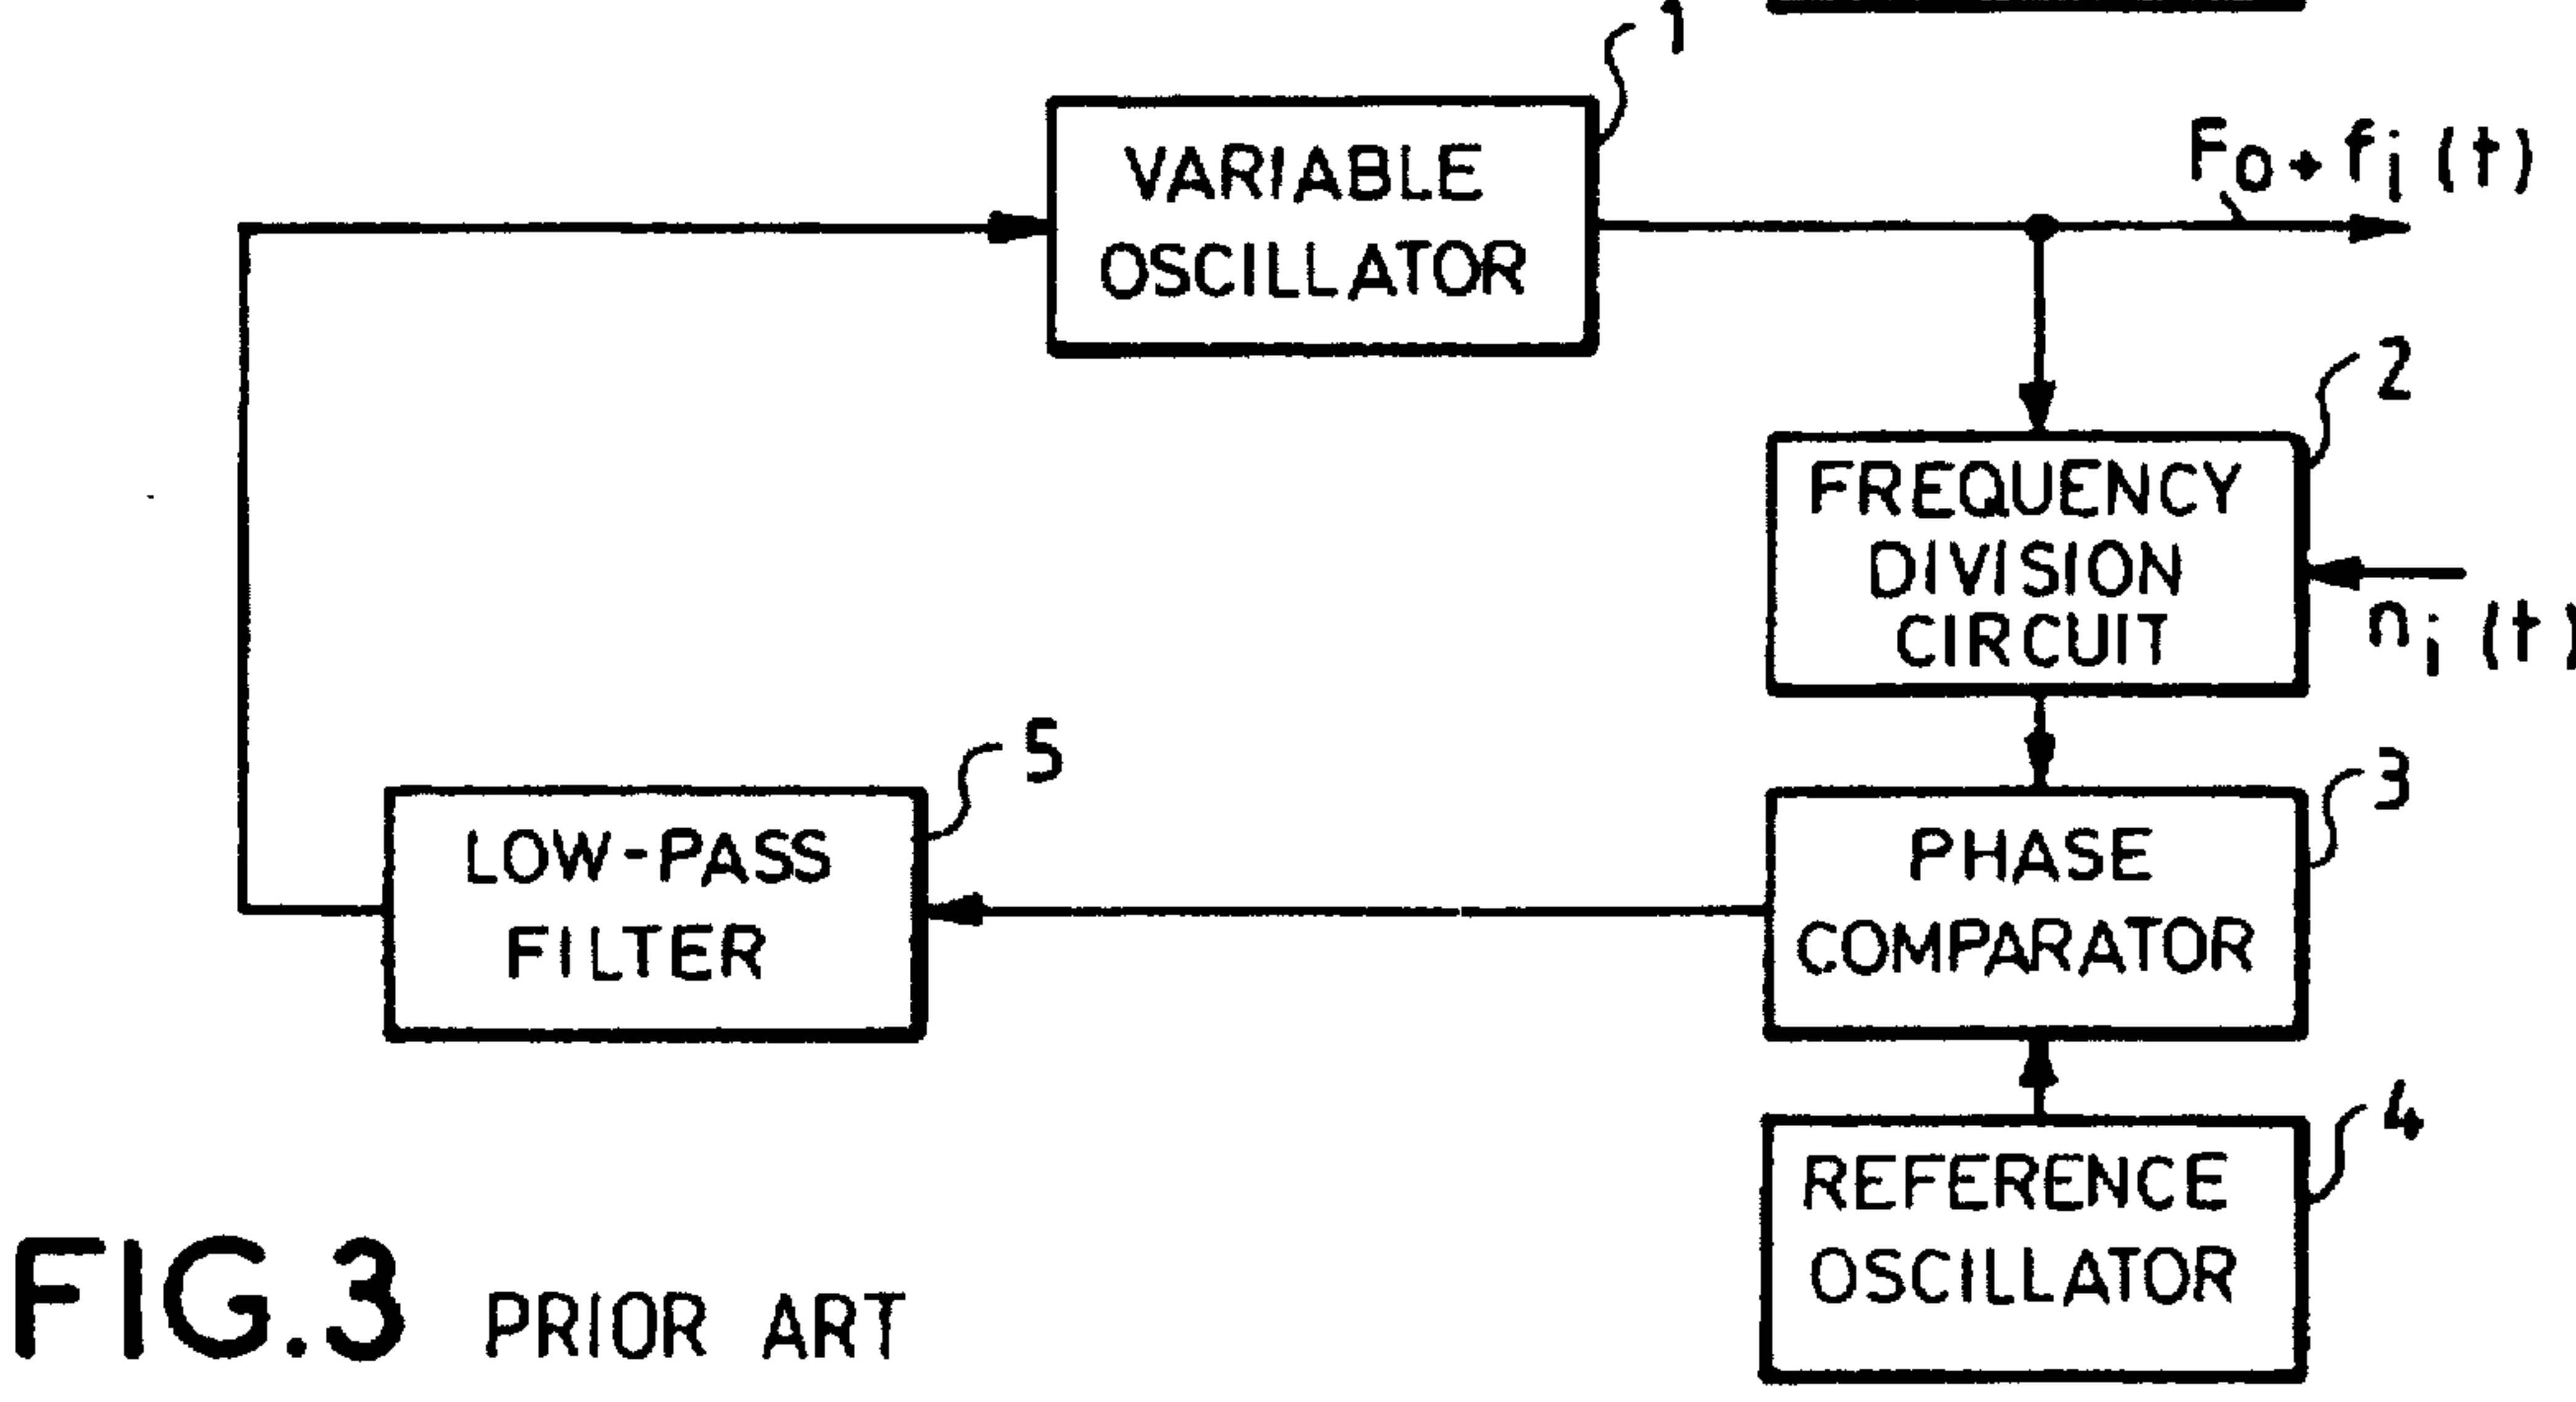 1
VARIABLE
OSCILLATOR
F₀ + fᵢ (t)
2
FREQUENCY
DIVISION
CIRCUIT
nᵢ (t)
5
LOW-PASS
FILTER
3
PHASE
COMPARATOR
4
REFERENCE
OSCILLATOR
FIG.3 PRIOR ART